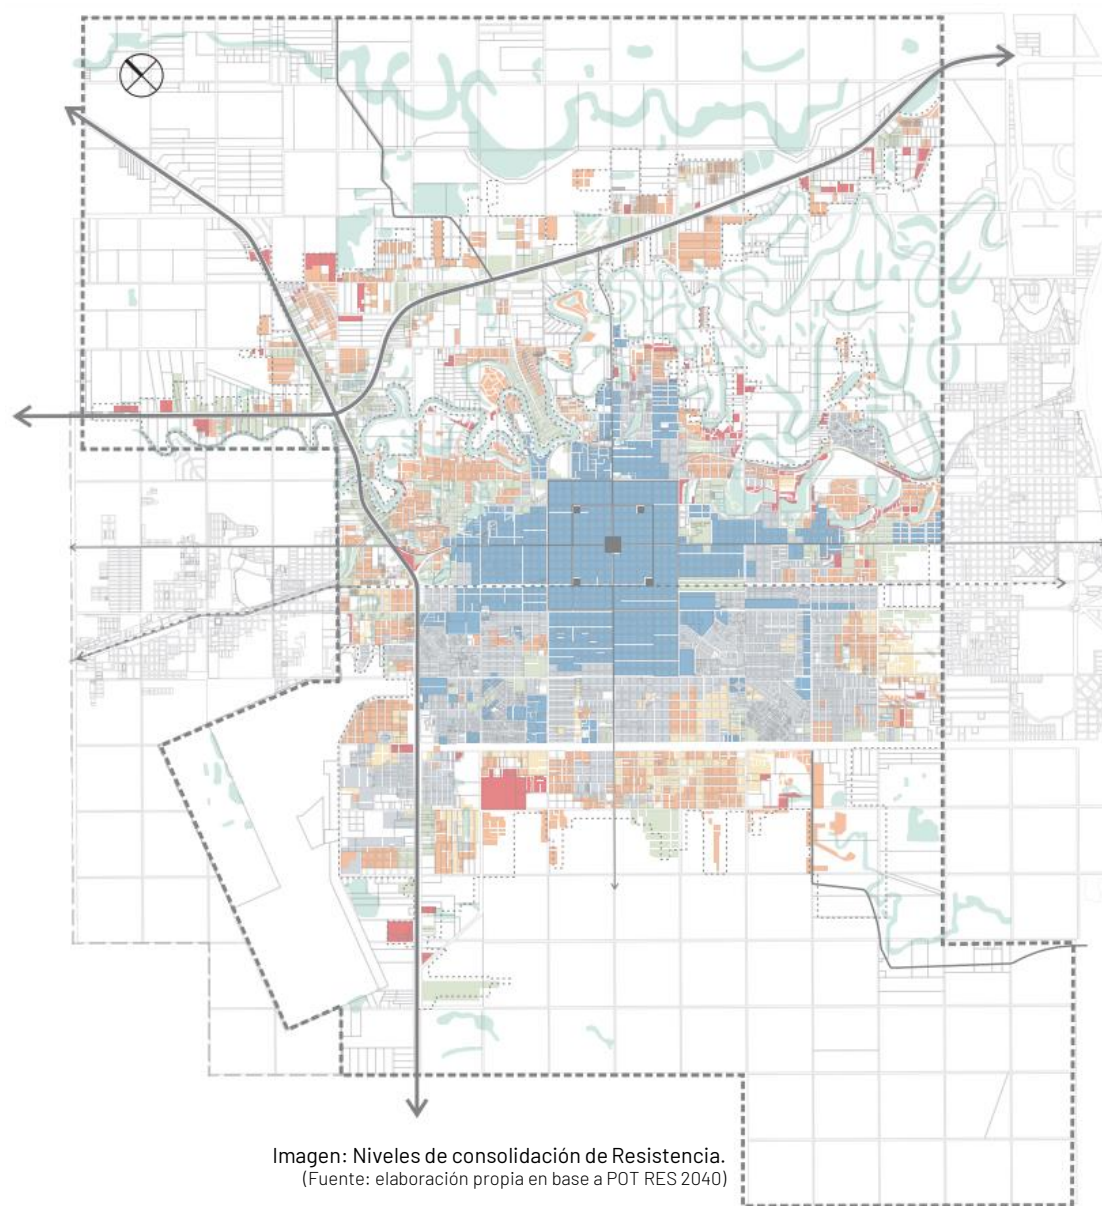 Imagen: Niveles de consolidación de Resistencia.
(Fuente: elaboración propia en base a POT RES 2040)